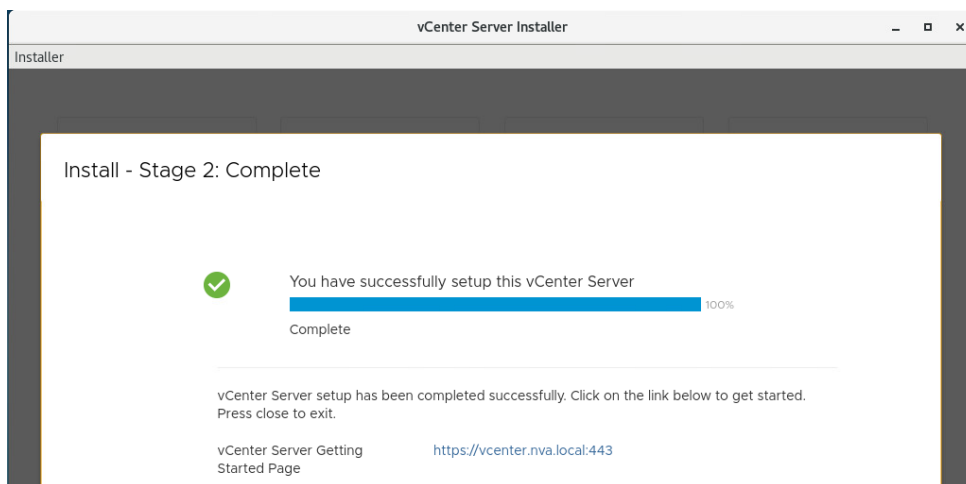 vCenter Server Installer
Installer
Install - Stage 2: Complete
You have successfully setup this vCenter Server
100%
Complete
vCenter Server setup has been completed successfully. Click on the link below to get started.
Press close to exit.
vCenter Server Getting https://vcenter.nva.local:443
Started Page